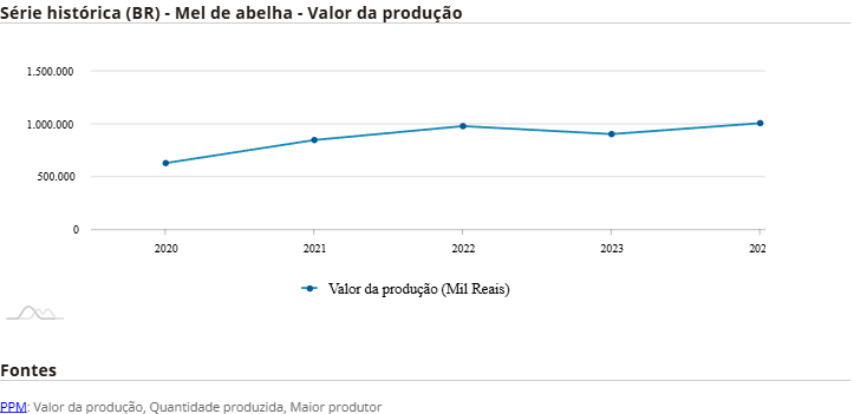 Série histórica (BR) - Mel de abelha - Valor da produção
1.500.000
1.000.000
500.000
0
2020 2021 2022 2023 202
Valor da produção (Mil Reais)
Fontes
PPM: Valor da produção, Quantidade produzida, Maior produtor